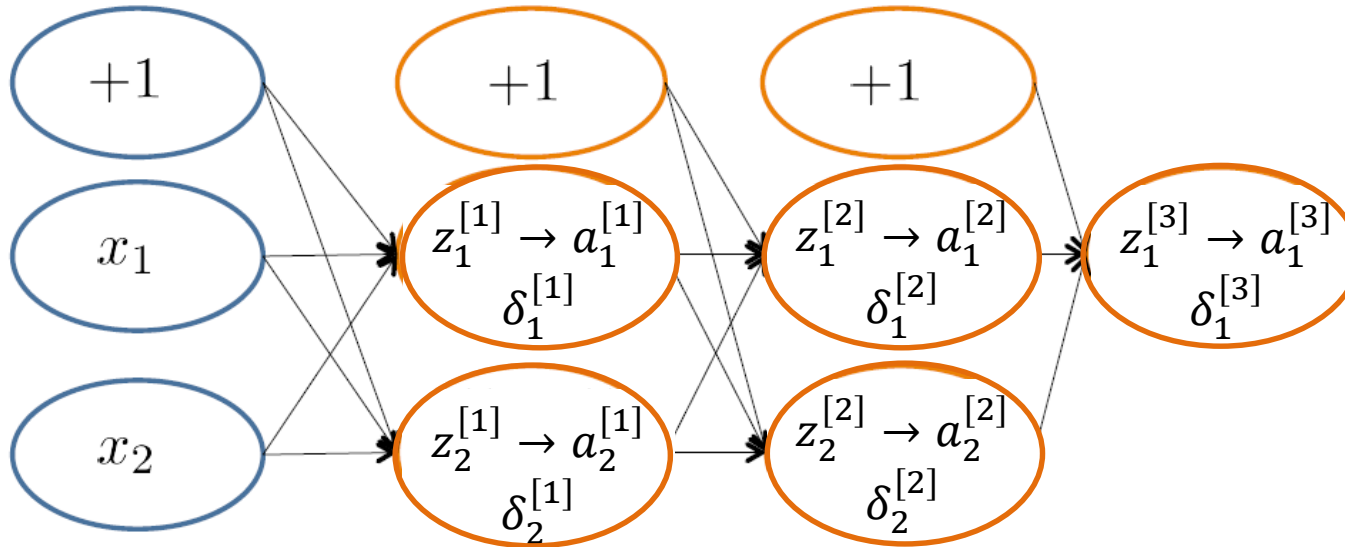 +1 +1 +1
x₁ z₁^[1] → a₁^[1] z₁^[2] → a₁^[2] z₁^[3] → a₁^[3]
δ₁^[1] δ₁^[2] δ₁^[3]
x₂ z₂^[1] → a₂^[1] z₂^[2] → a₂^[2]
δ₂^[1] δ₂^[2]